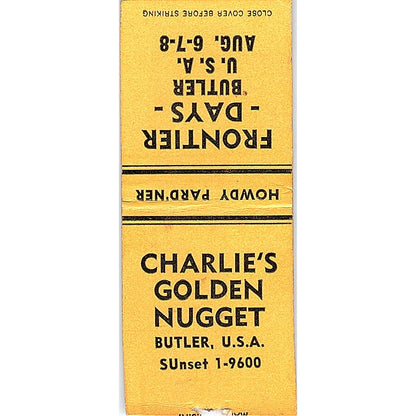 CLOSE COVER BEFORE STRIKING
FRONTIER
- DAYS -
BUTLER
U. S. A.
AUG. 6-7-8
HOWDY PARD'NER
CHARLIE'S
GOLDEN
NUGGET
BUTLER, U.S.A.
SUnset 1-9600